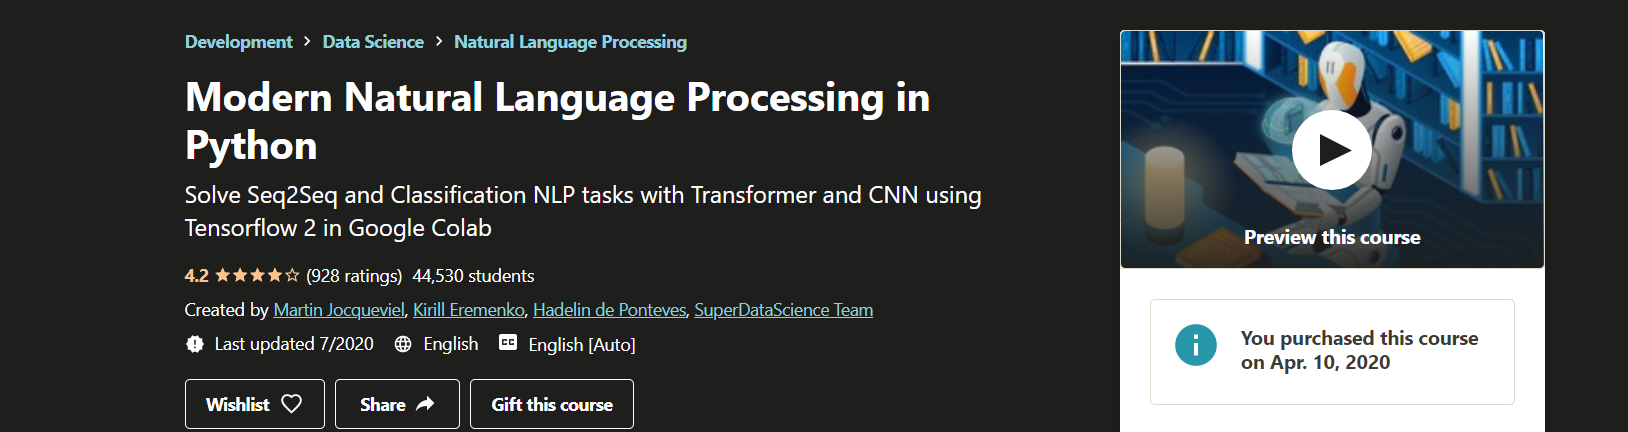 Development > Data Science > Natural Language Processing
Modern Natural Language Processing in
Python
Solve Seq2Seq and Classification NLP tasks with Transformer and CNN using
Tensorflow 2 in Google Colab
4.2 (928 ratings) 44,530 students
Created by Martin Jocqueviel, Kirill Eremenko, Hadelin de Ponteves, SuperDataScience Team
Last updated 7/2020 English CC English [Auto]
Wishlist Share Gift this course
Preview this course
You purchased this course
on Apr. 10, 2020